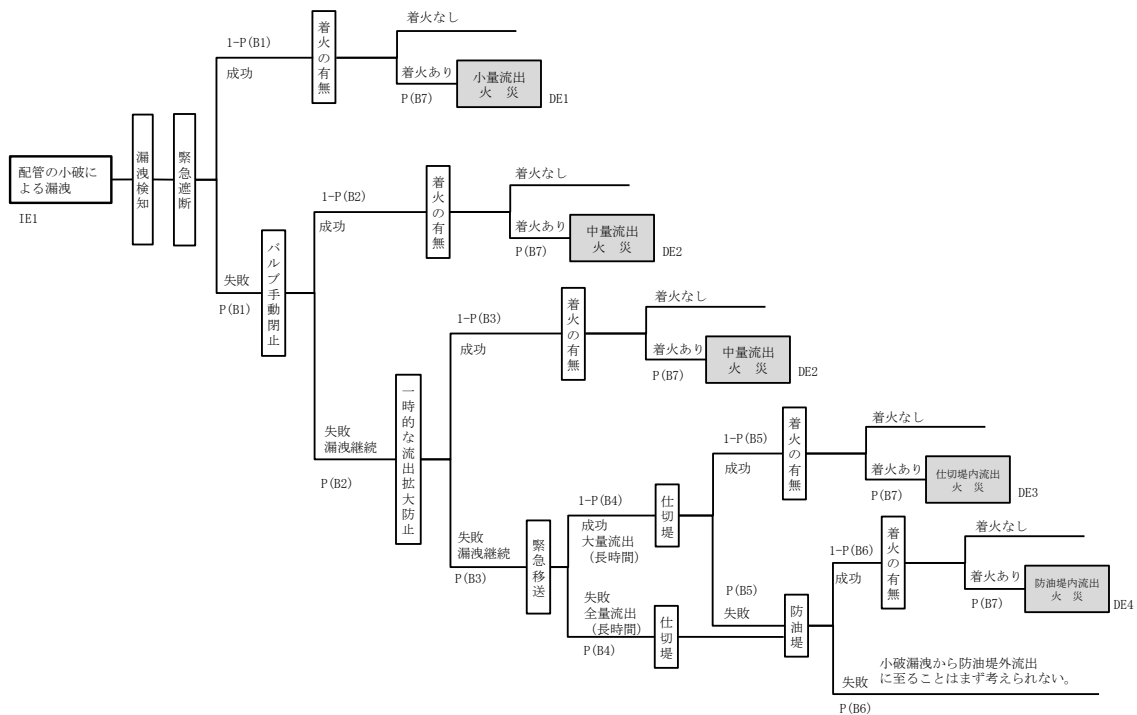 配管の小破に
よる漏洩
IE1
漏洩検知
緊急遮断
1-P(B1)
成功
着火の有無
着火なし
着火あり
P(B7)
小量流出
火 災
DE1
失敗
P(B1)
バルブ手動閉止
1-P(B2)
成功
着火の有無
着火なし
着火あり
P(B7)
中量流出
火 災
DE2
失敗
漏洩継続
P(B2)
一時的な流出拡大防止
1-P(B3)
成功
着火の有無
着火なし
着火あり
P(B7)
中量流出
火 災
DE2
失敗
漏洩継続
P(B3)
緊急移送
1-P(B4)
成功
大量流出
(長時間)
仕切堤
1-P(B5)
成功
着火の有無
着火なし
着火あり
P(B7)
仕切堤内流出
火 災
DE3
P(B5)
失敗
失敗
全量流出
(長時間)
P(B4)
仕切堤
防油堤
1-P(B6)
成功
着火の有無
着火なし
着火あり
P(B7)
防油堤内流出
火 災
DE4
小破漏洩から防油堤外流出
に至ることはまず考えられない。
失敗
P(B6)